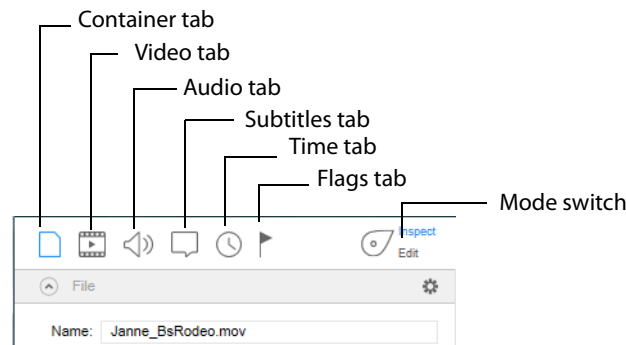 Container tab
Video tab
Audio tab
Subtitles tab
Time tab
Flags tab
Mode switch
Inspect
Edit
File
Name: Janne_BsRodeo.mov